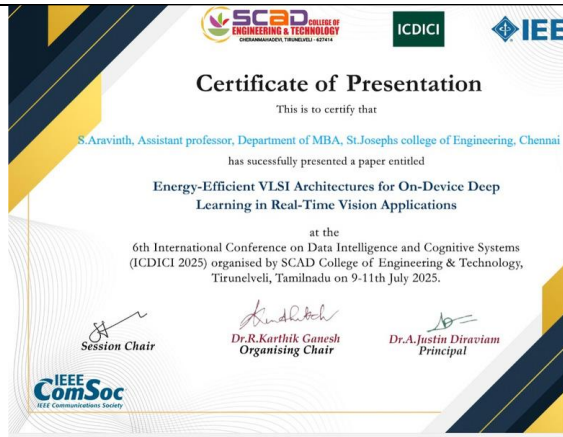 SCAD COLLEGE OF
ENGINEERING & TECHNOLOGY
CHERANMAHADEVI, TIRUNELVELI - 627414
ICDICI
IEEE
Certificate of Presentation
This is to certify that
S.Aravinth, Assistant professor, Department of MBA, St.Josephs college of Engineering, Chennai
has sucessfully presented a paper entitled
Energy-Efficient VLSI Architectures for On-Device Deep
Learning in Real-Time Vision Applications
at the
6th International Conference on Data Intelligence and Cognitive Systems
(ICDICI 2025) organised by SCAD College of Engineering & Technology,
Tirunelveli, Tamilnadu on 9-11th July 2025.
Session Chair
Dr.R.Karthik Ganesh
Organising Chair
Dr.A.Justin Diraviam
Principal
IEEE
ComSoc
IEEE Communications Society